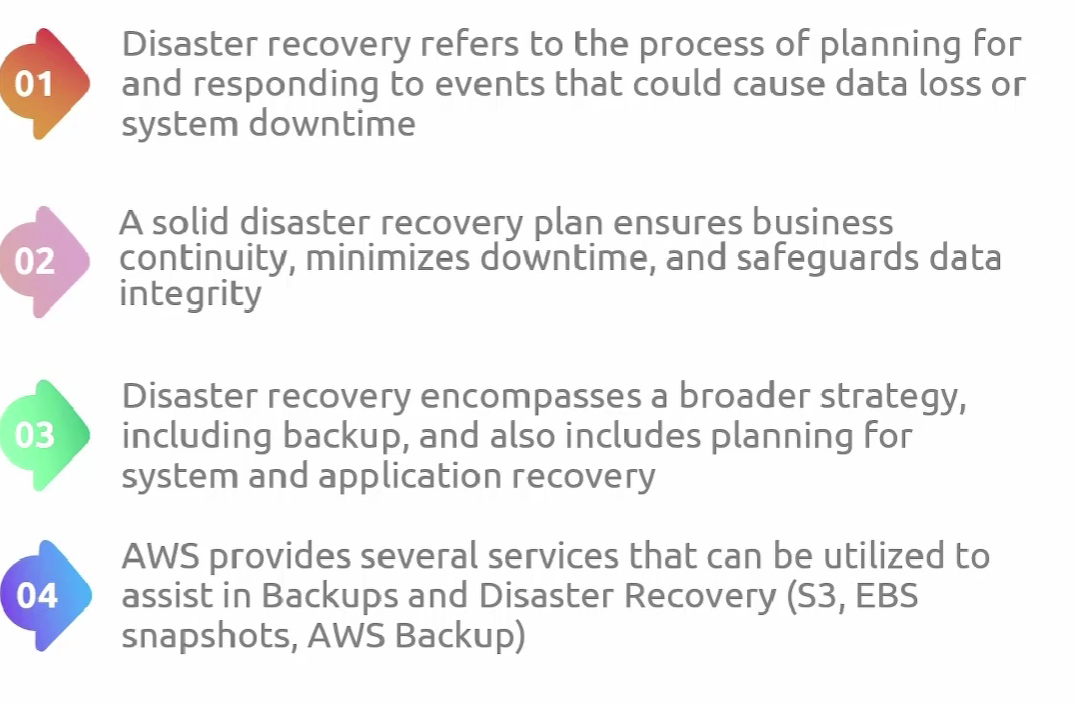 01
Disaster recovery refers to the process of planning for
and responding to events that could cause data loss or
system downtime
02
A solid disaster recovery plan ensures business
continuity, minimizes downtime, and safeguards data
integrity
03
Disaster recovery encompasses a broader strategy,
including backup, and also includes planning for
system and application recovery
04
AWS provides several services that can be utilized to
assist in Backups and Disaster Recovery (S3, EBS
snapshots, AWS Backup)